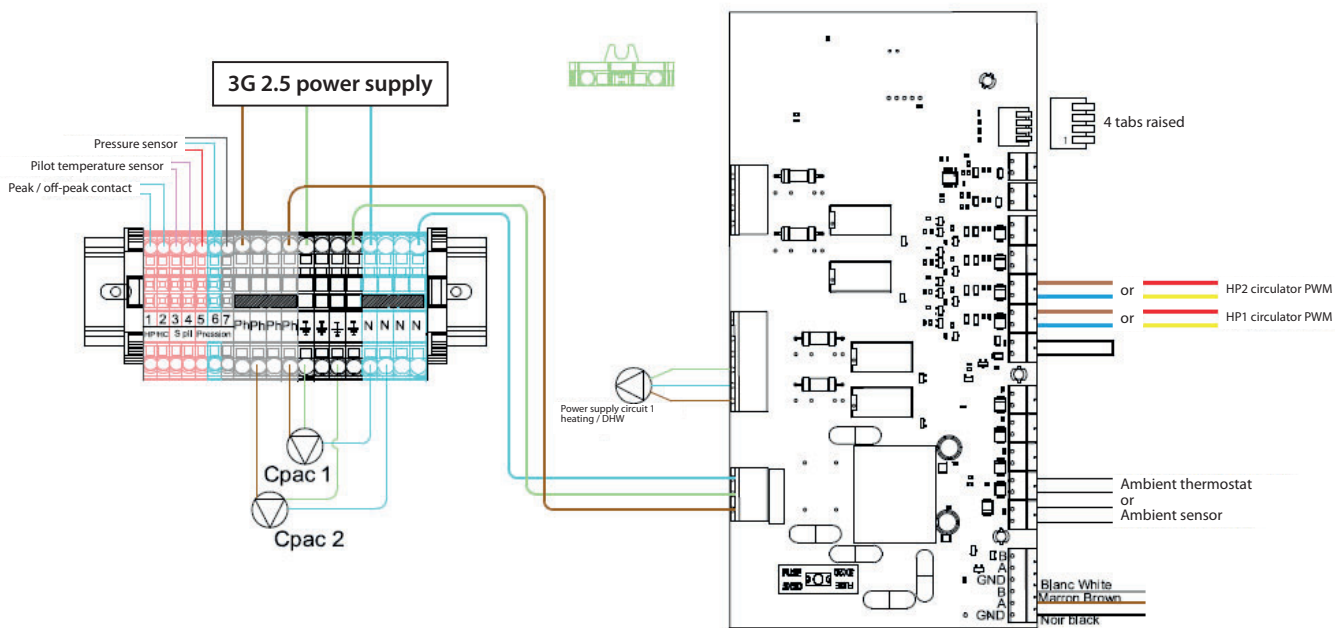 3G 2.5 power supply
4 tabs raised
Pressure sensor
Pilot temperature sensor
Peak / off-peak contact
or
HP2 circulator PWM
or
HP1 circulator PWM
1 2 3 4 5 6 7 Ph Ph Ph Ph N N N N
HP HC S pil Pression
Power supply circuit 1
heating / DHW
Cpac 1
Cpac 2
Ambient thermostat
or
Ambient sensor
B
A
GND
B
A
GND
Blanc White
Marron Brown
Noir black
1
FUSE